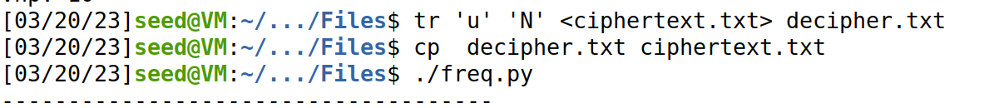 [03/20/23]seed@VM:~/.../Files$ tr 'u' 'N' <ciphertext.txt> decipher.txt
[03/20/23]seed@VM:~/.../Files$ cp  decipher.txt ciphertext.txt
[03/20/23]seed@VM:~/.../Files$ ./freq.py
-------------------------------------